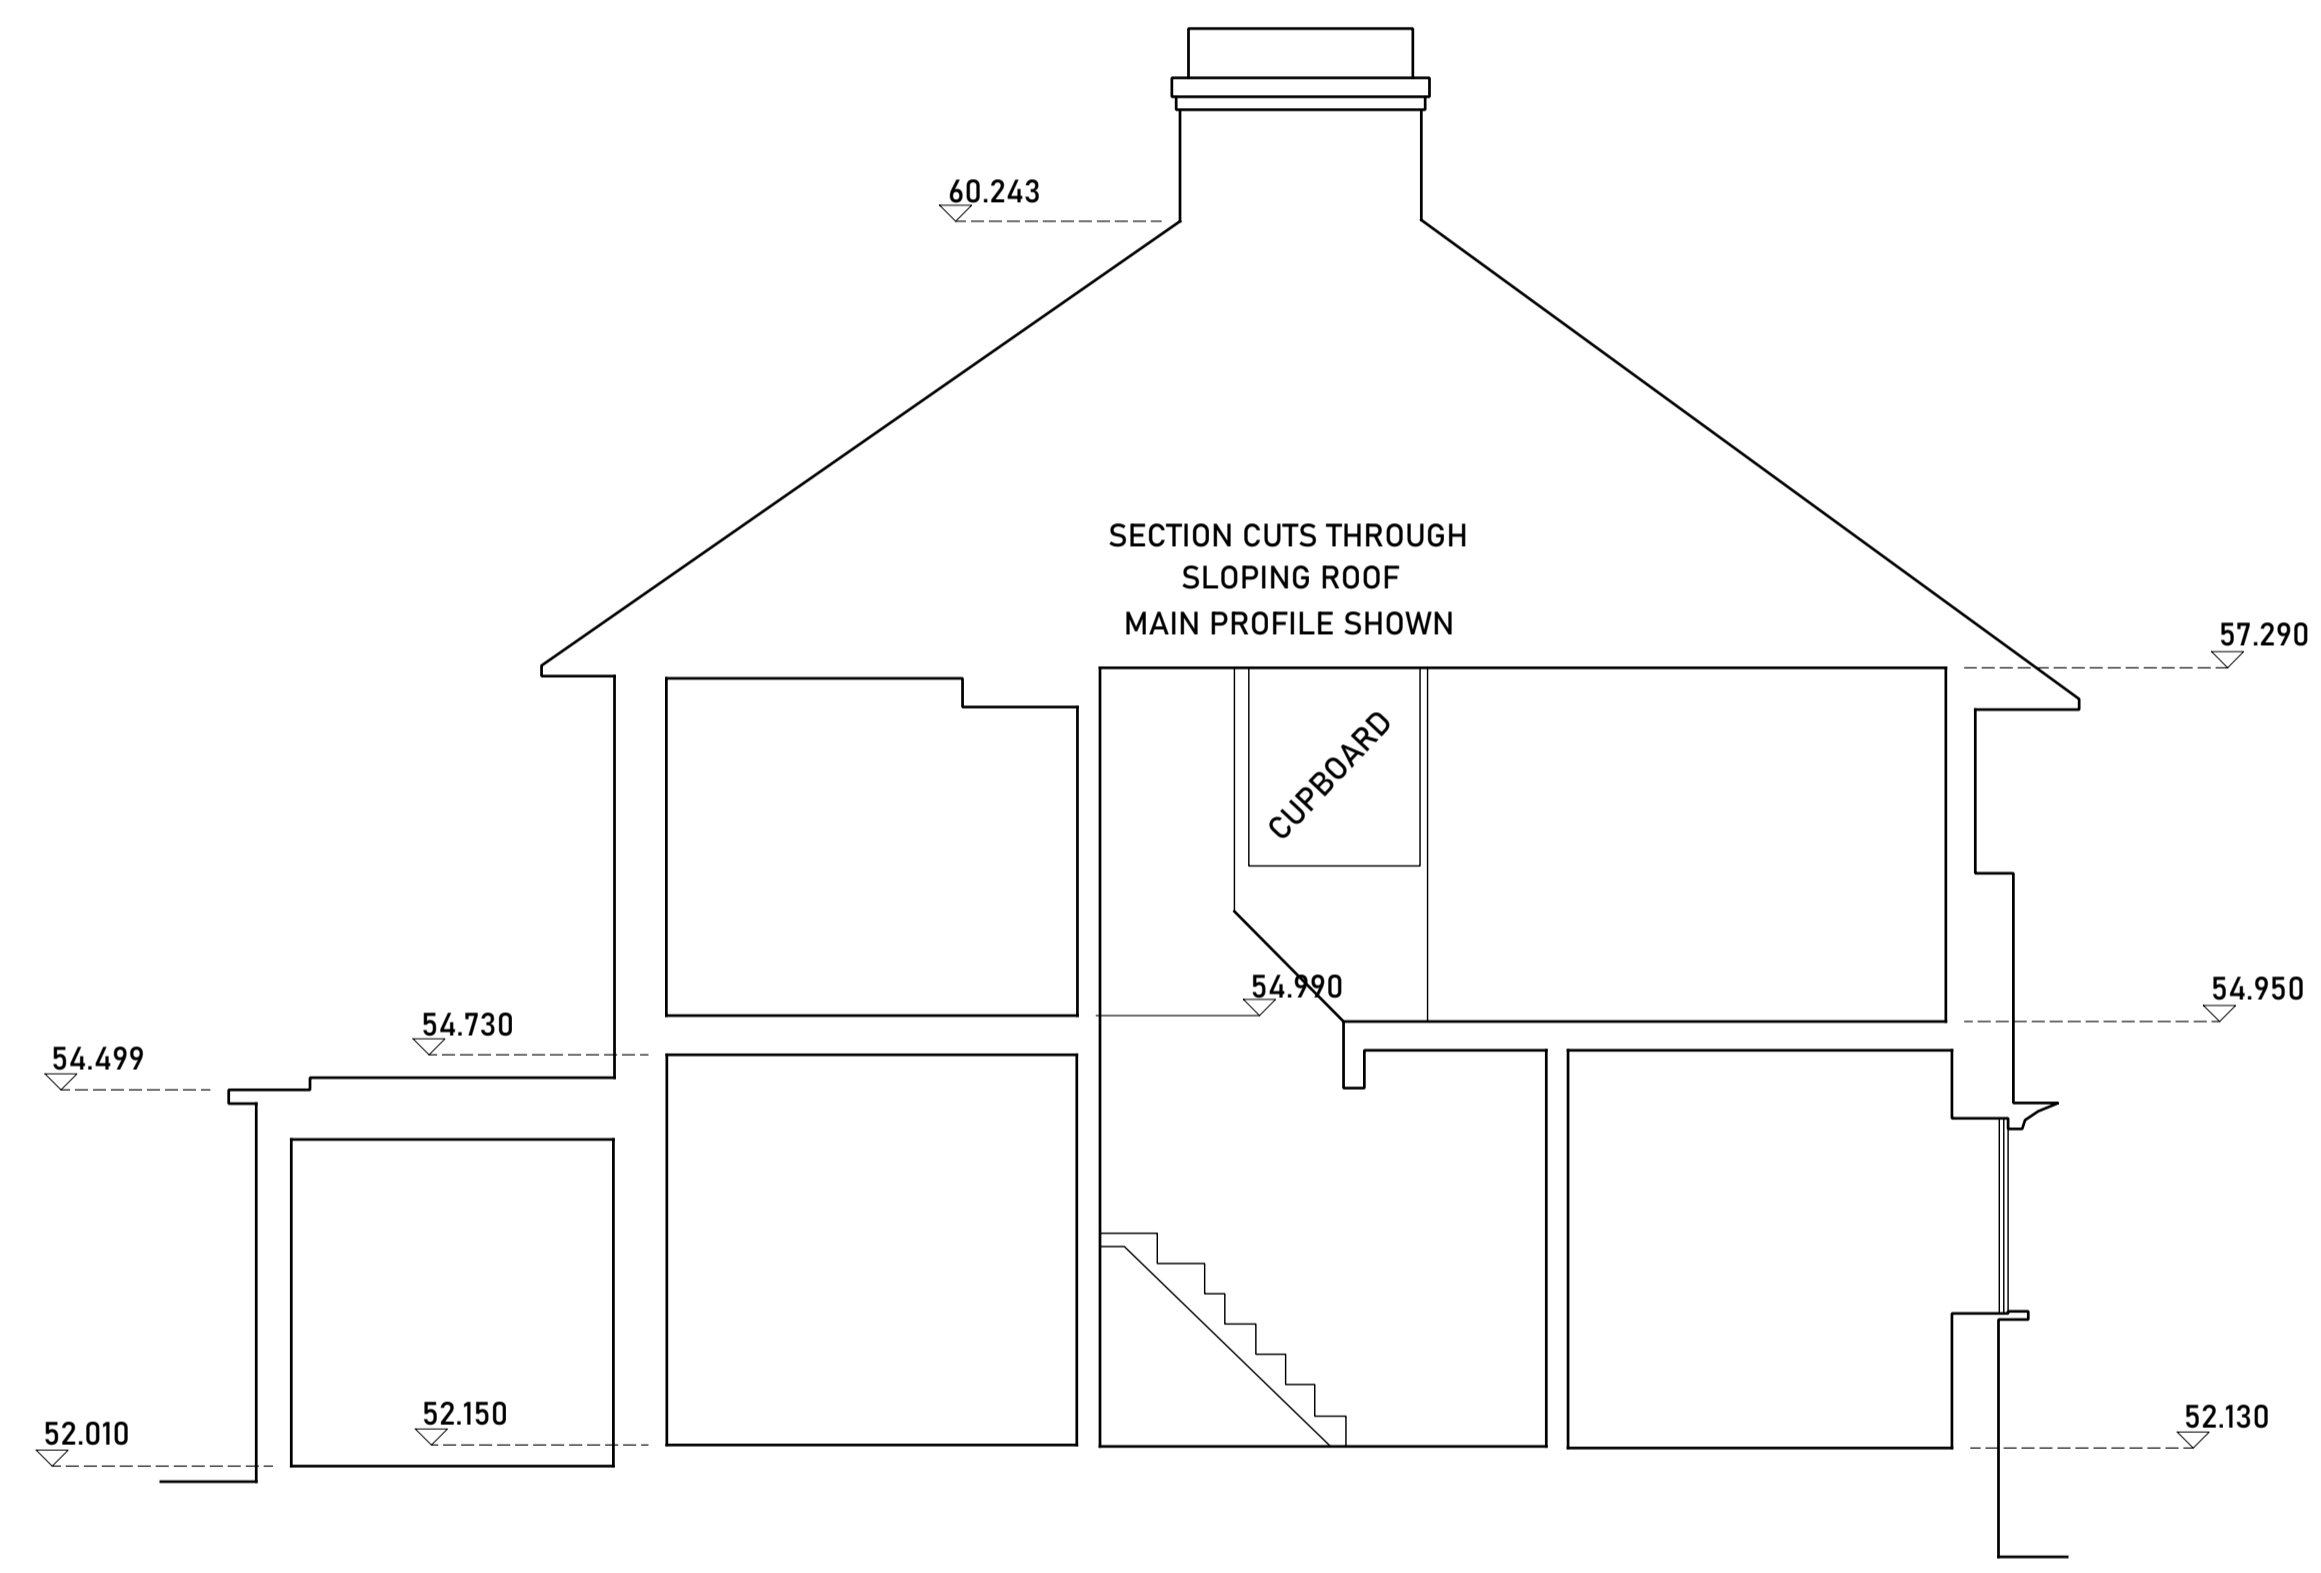 60.243
SECTION CUTS THROUGH
SLOPING ROOF
MAIN PROFILE SHOWN
57.290
CUPBOARD
54.990
54.950
54.730
54.499
52.150
52.130
52.010